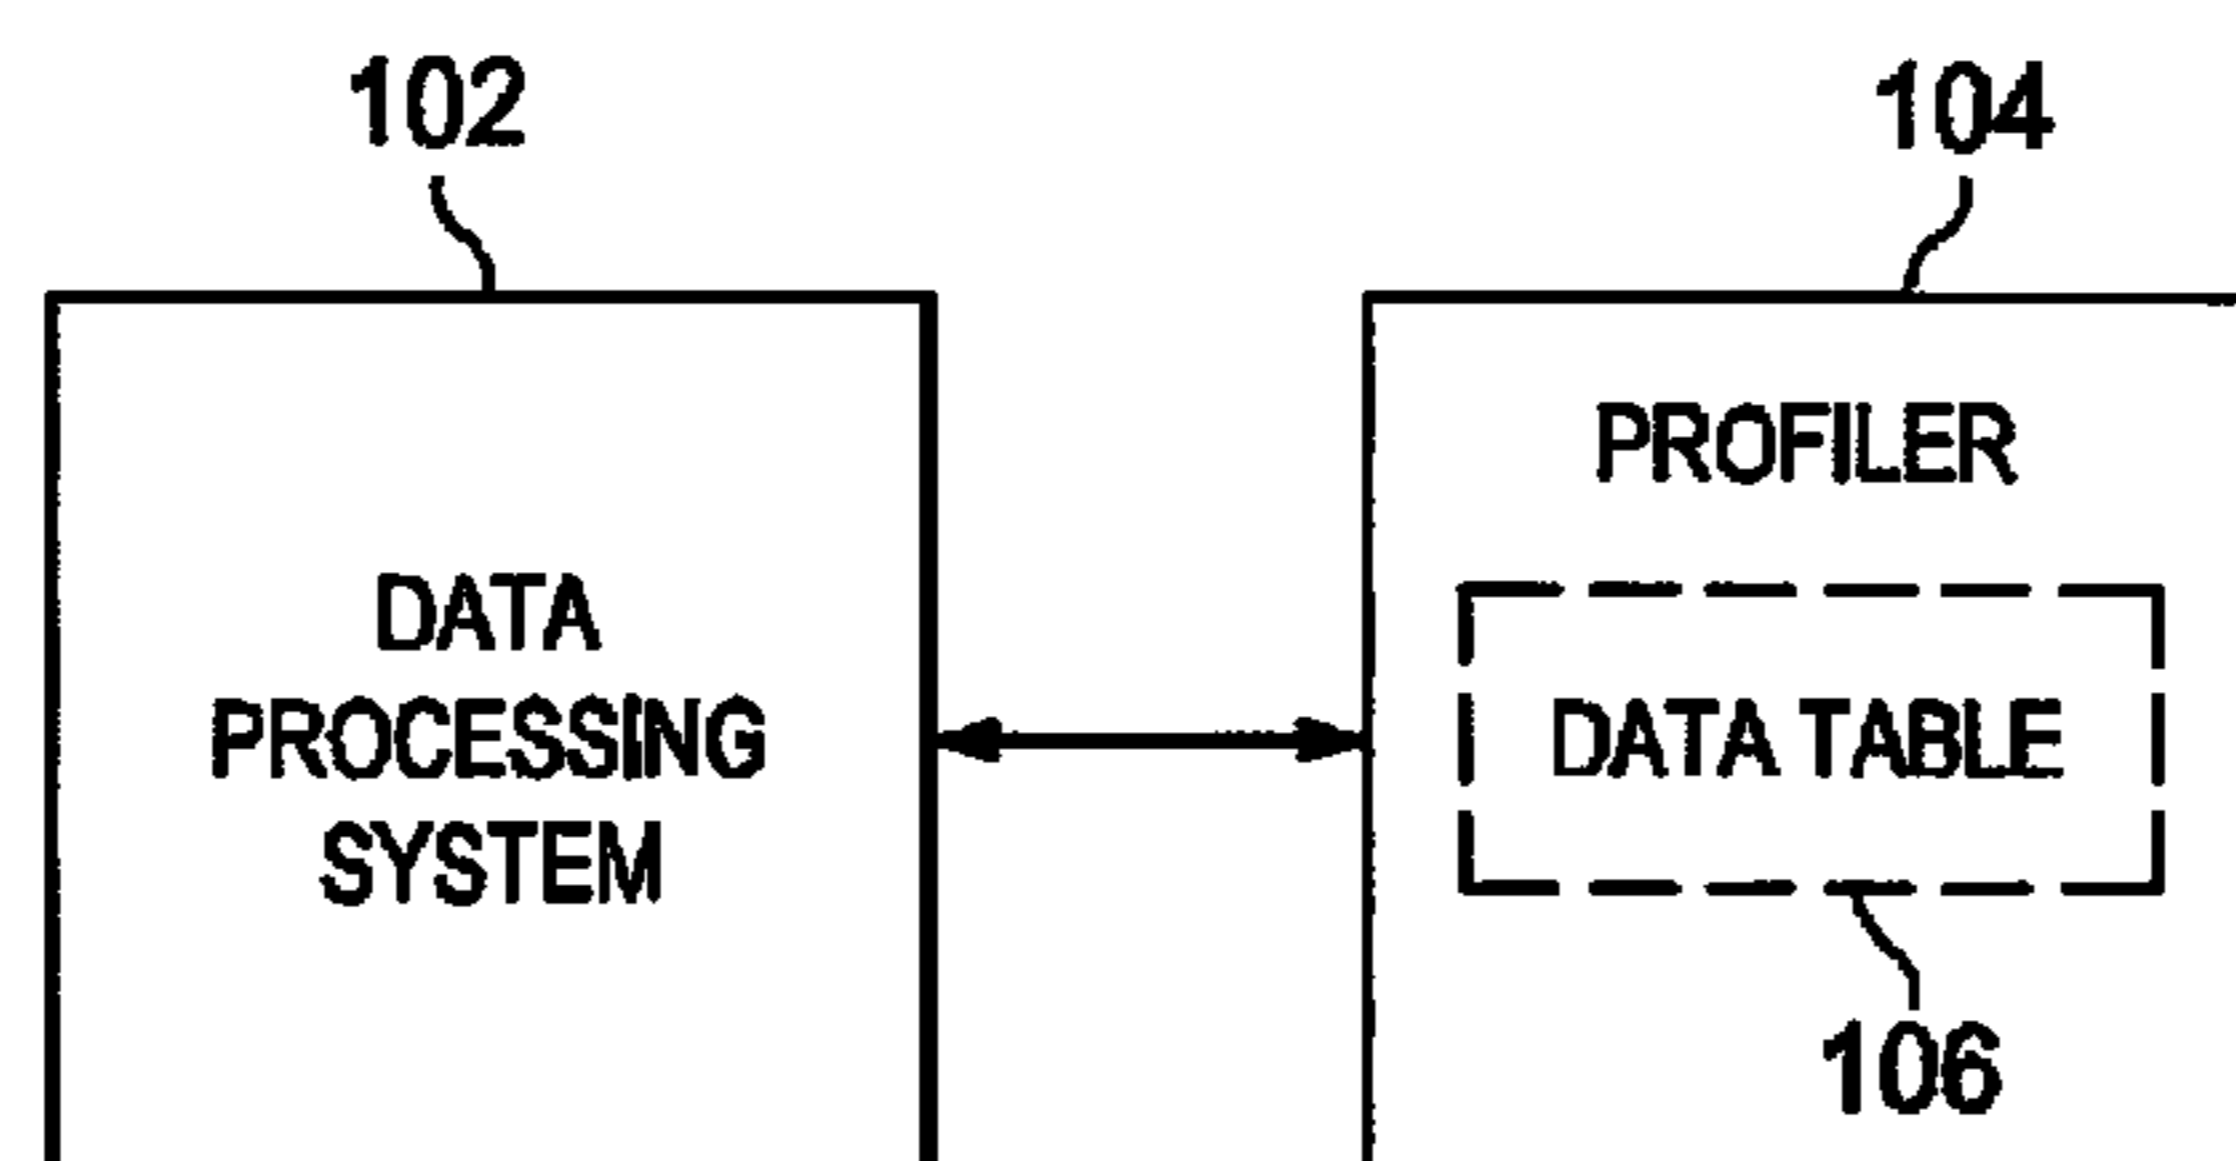 102
104
DATA
PROCESSING
SYSTEM
PROFILER
DATA TABLE
106